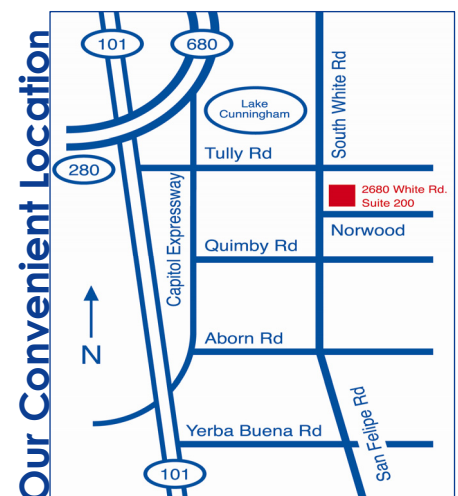 Our Convenient Location
101
680
Lake
Cunningham
South White Rd
Tully Rd
280
2680 White Rd.
Suite 200
Norwood
Capitol Expressway
Quimby Rd
N
Aborn Rd
San Felipe Rd
Yerba Buena Rd
101